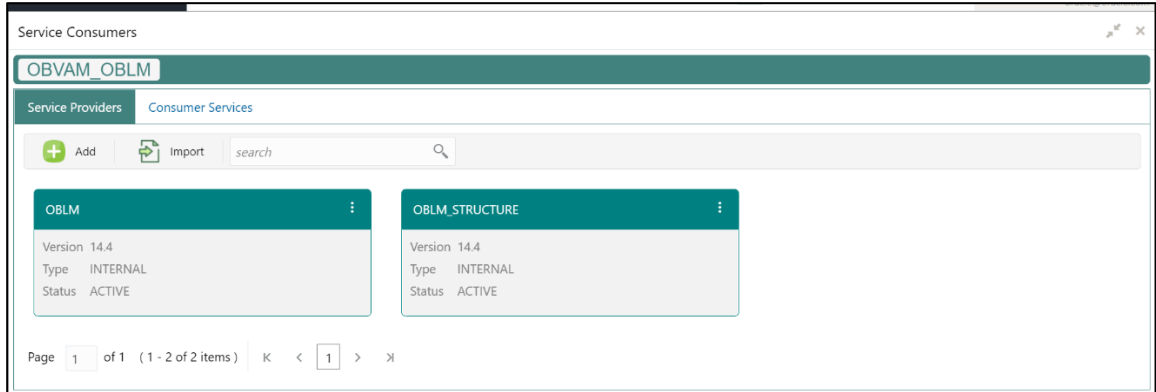 Service Consumers
OBVAM_OBLM
Service Providers Consumer Services
Add Import search
OBLM OBLM_STRUCTURE
Version 14.4 Version 14.4
Type INTERNAL Type INTERNAL
Status ACTIVE Status ACTIVE
Page 1 of 1 ( 1 - 2 of 2 items ) K < 1 > Ʞ